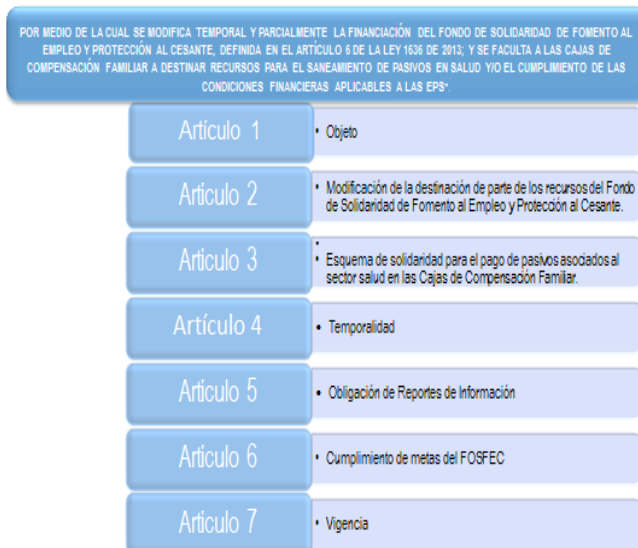 POR MEDIO DE LA CUAL SE MODIFICA TEMPORAL Y PARCIALMENTE LA FINANCIACIÓN DEL FONDO DE SOLIDARIDAD DE FOMENTO AL
EMPLEO Y PROTECCIÓN AL CESANTE, DEFINIDA EN EL ARTÍCULO 6 DE LA LEY 1636 DE 2013; Y SE FACULTA A LAS CAJAS DE
COMPENSACIÓN FAMILIAR A DESTINAR RECURSOS PARA EL SANEAMIENTO DE PASIVOS EN SALUD Y/O EL CUMPLIMIENTO DE LAS
CONDICIONES FINANCIERAS APLICABLES A LAS EPS".
Artículo 1
• Objeto
Artículo 2
• Modificación de la destinación de parte de los recursos del Fondo
de Solidaridad de Fomento al Empleo y Protección al Cesante.
Artículo 3
•
• Esquema de solidaridad para el pago de pasivos asociados al
sector salud en las Cajas de Compensación Familiar.
Artículo 4
• Temporalidad
Artículo 5
• Obligación de Reportes de Información
Artículo 6
• Cumplimiento de metas del FOSFEC
Artículo 7
• Vigencia